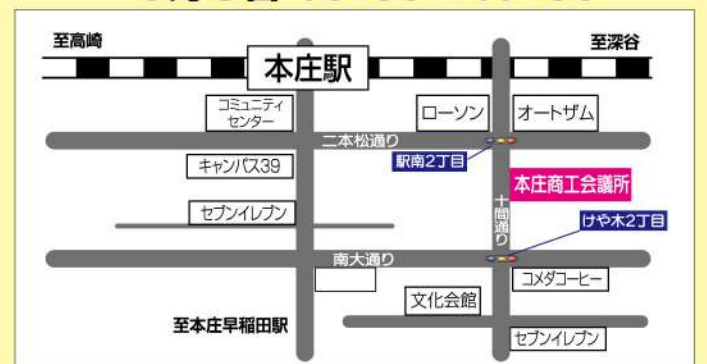 至高崎
至深谷
本庄駅
コミュニティ
センター
ローソン
オートザム
二本松通り
駅南2丁目
キャンパス39
本庄商工会議所
セブンイレブン
十間通り
けや木2丁目
南大通り
コメダコーヒー
文化会館
至本庄早稲田駅
セブンイレブン